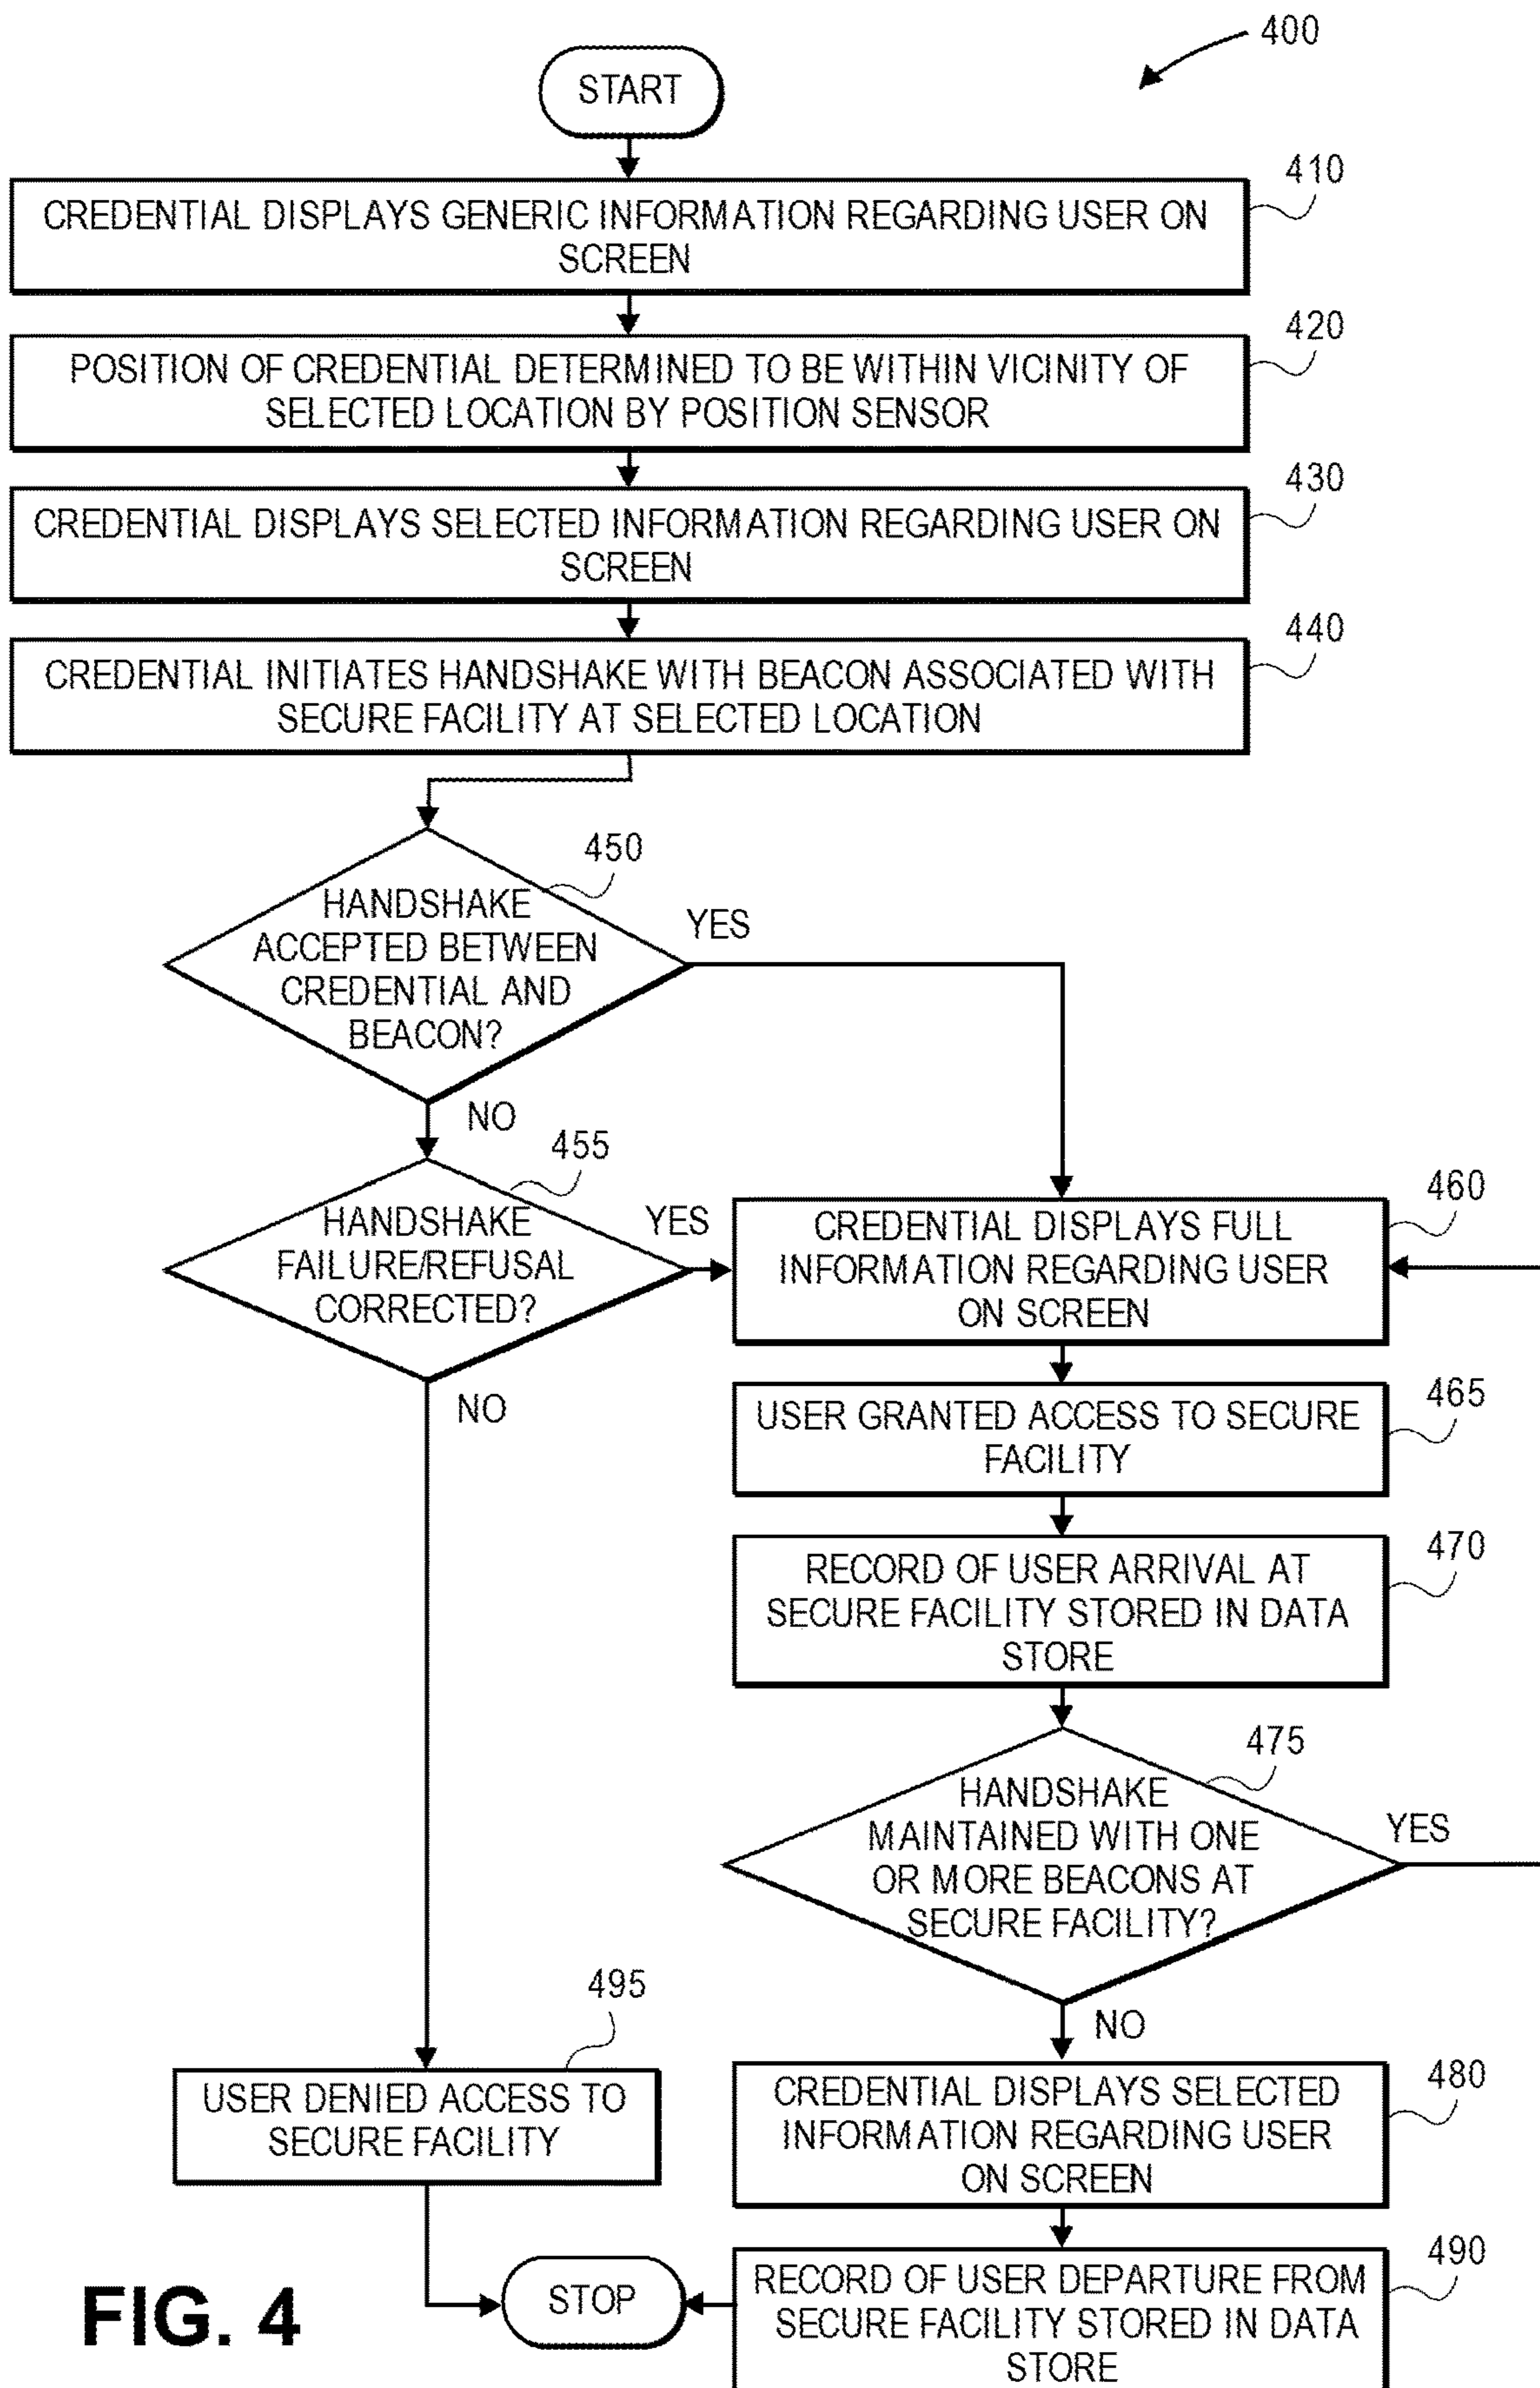 400
START
410
CREDENTIAL DISPLAYS GENERIC INFORMATION REGARDING USER ON
SCREEN
420
POSITION OF CREDENTIAL DETERMINED TO BE WITHIN VICINITY OF
SELECTED LOCATION BY POSITION SENSOR
430
CREDENTIAL DISPLAYS SELECTED INFORMATION REGARDING USER ON
SCREEN
440
CREDENTIAL INITIATES HANDSHAKE WITH BEACON ASSOCIATED WITH
SECURE FACILITY AT SELECTED LOCATION
450
HANDSHAKE
ACCEPTED BETWEEN
CREDENTIAL AND
BEACON?
YES
NO
455
HANDSHAKE
FAILURE/REFUSAL
CORRECTED?
YES
NO
460
CREDENTIAL DISPLAYS FULL
INFORMATION REGARDING USER
ON SCREEN
465
USER GRANTED ACCESS TO SECURE
FACILITY
470
RECORD OF USER ARRIVAL AT
SECURE FACILITY STORED IN DATA
STORE
475
HANDSHAKE
MAINTAINED WITH ONE
OR MORE BEACONS AT
SECURE FACILITY?
YES
NO
495
USER DENIED ACCESS TO
SECURE FACILITY
480
CREDENTIAL DISPLAYS SELECTED
INFORMATION REGARDING USER
ON SCREEN
490
RECORD OF USER DEPARTURE FROM
SECURE FACILITY STORED IN DATA
STORE
STOP
FIG. 4